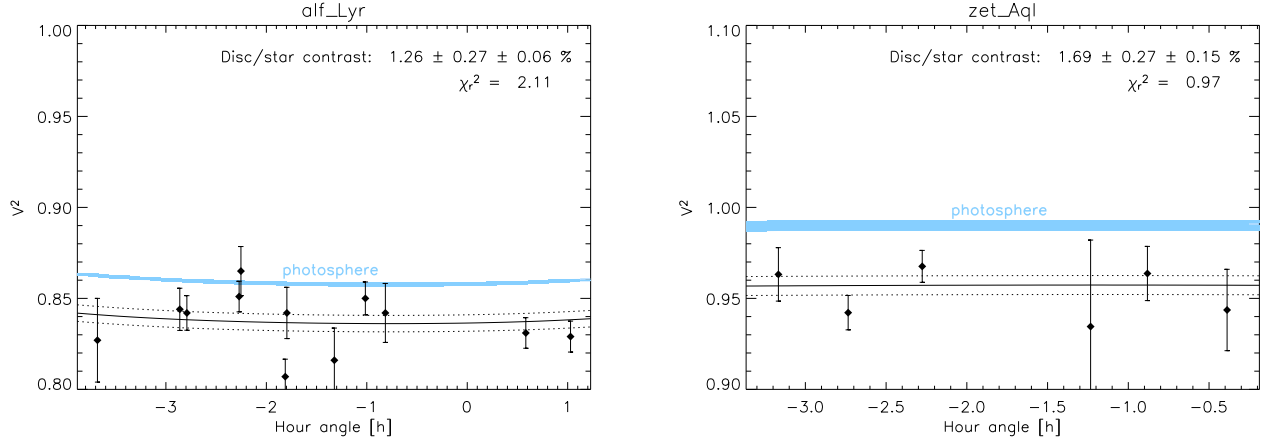 alf_Lyr
Disc/star contrast: 1.26 ± 0.27 ± 0.06 %
χr² = 2.11
1.00
0.95
0.90
0.85
0.80
V²
photosphere
−3
−2
−1
0
1
Hour angle [h]
zet_Aql
Disc/star contrast: 1.69 ± 0.27 ± 0.15 %
χr² = 0.97
1.10
1.05
1.00
0.95
0.90
V²
photosphere
−3.0
−2.5
−2.0
−1.5
−1.0
−0.5
Hour angle [h]